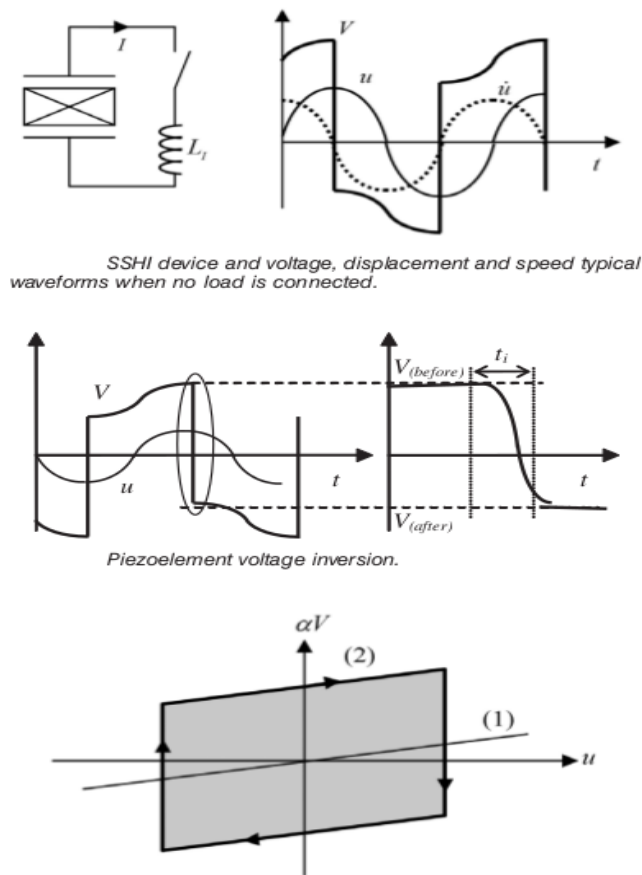 I
L_I
V
u
u̇
t
SSHI device and voltage, displacement and speed typical
waveforms when no load is connected.
V
u
t
V(before)
t_i
t
V(after)
Piezoelement voltage inversion.
αV
(2)
(1)
u